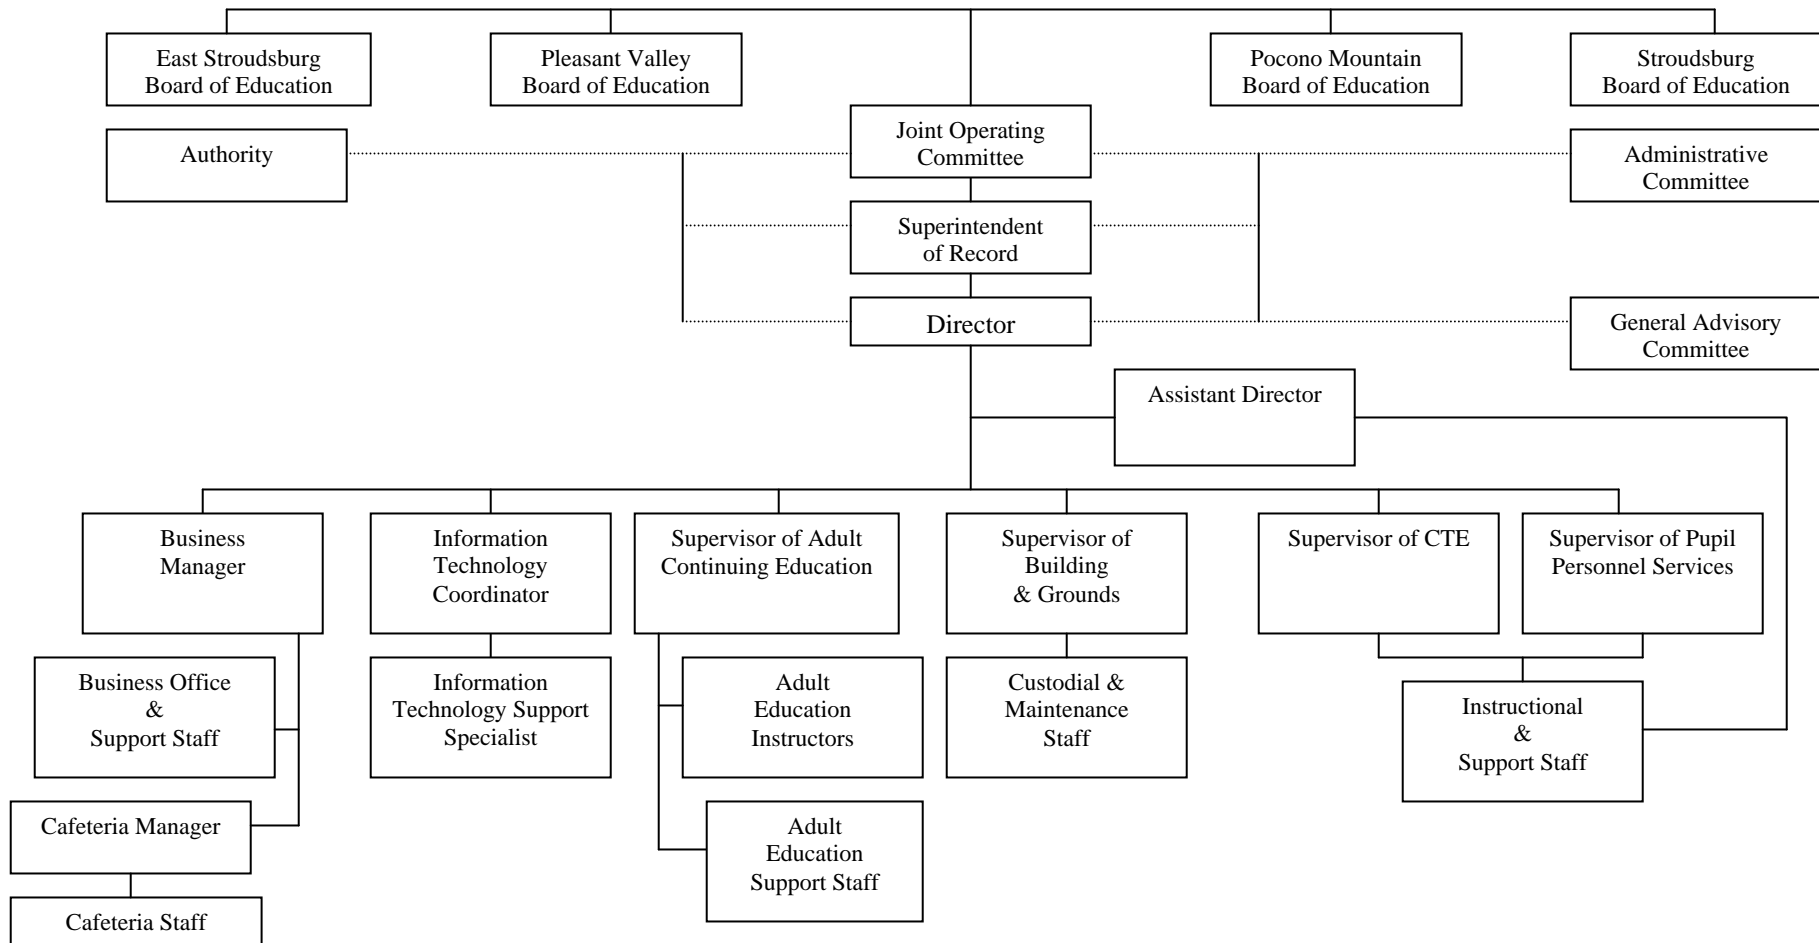 East Stroudsburg
Board of Education
Pleasant Valley
Board of Education
Pocono Mountain
Board of Education
Stroudsburg
Board of Education
Authority
Joint Operating
Committee
Administrative
Committee
Superintendent
of Record
Director
General Advisory
Committee
Assistant Director
Business
Manager
Information
Technology
Coordinator
Supervisor of Adult
Continuing Education
Supervisor of
Building
& Grounds
Supervisor of CTE
Supervisor of Pupil
Personnel Services
Business Office
&
Support Staff
Information
Technology Support
Specialist
Adult
Education
Instructors
Custodial &
Maintenance
Staff
Instructional
&
Support Staff
Cafeteria Manager
Adult
Education
Support Staff
Cafeteria Staff